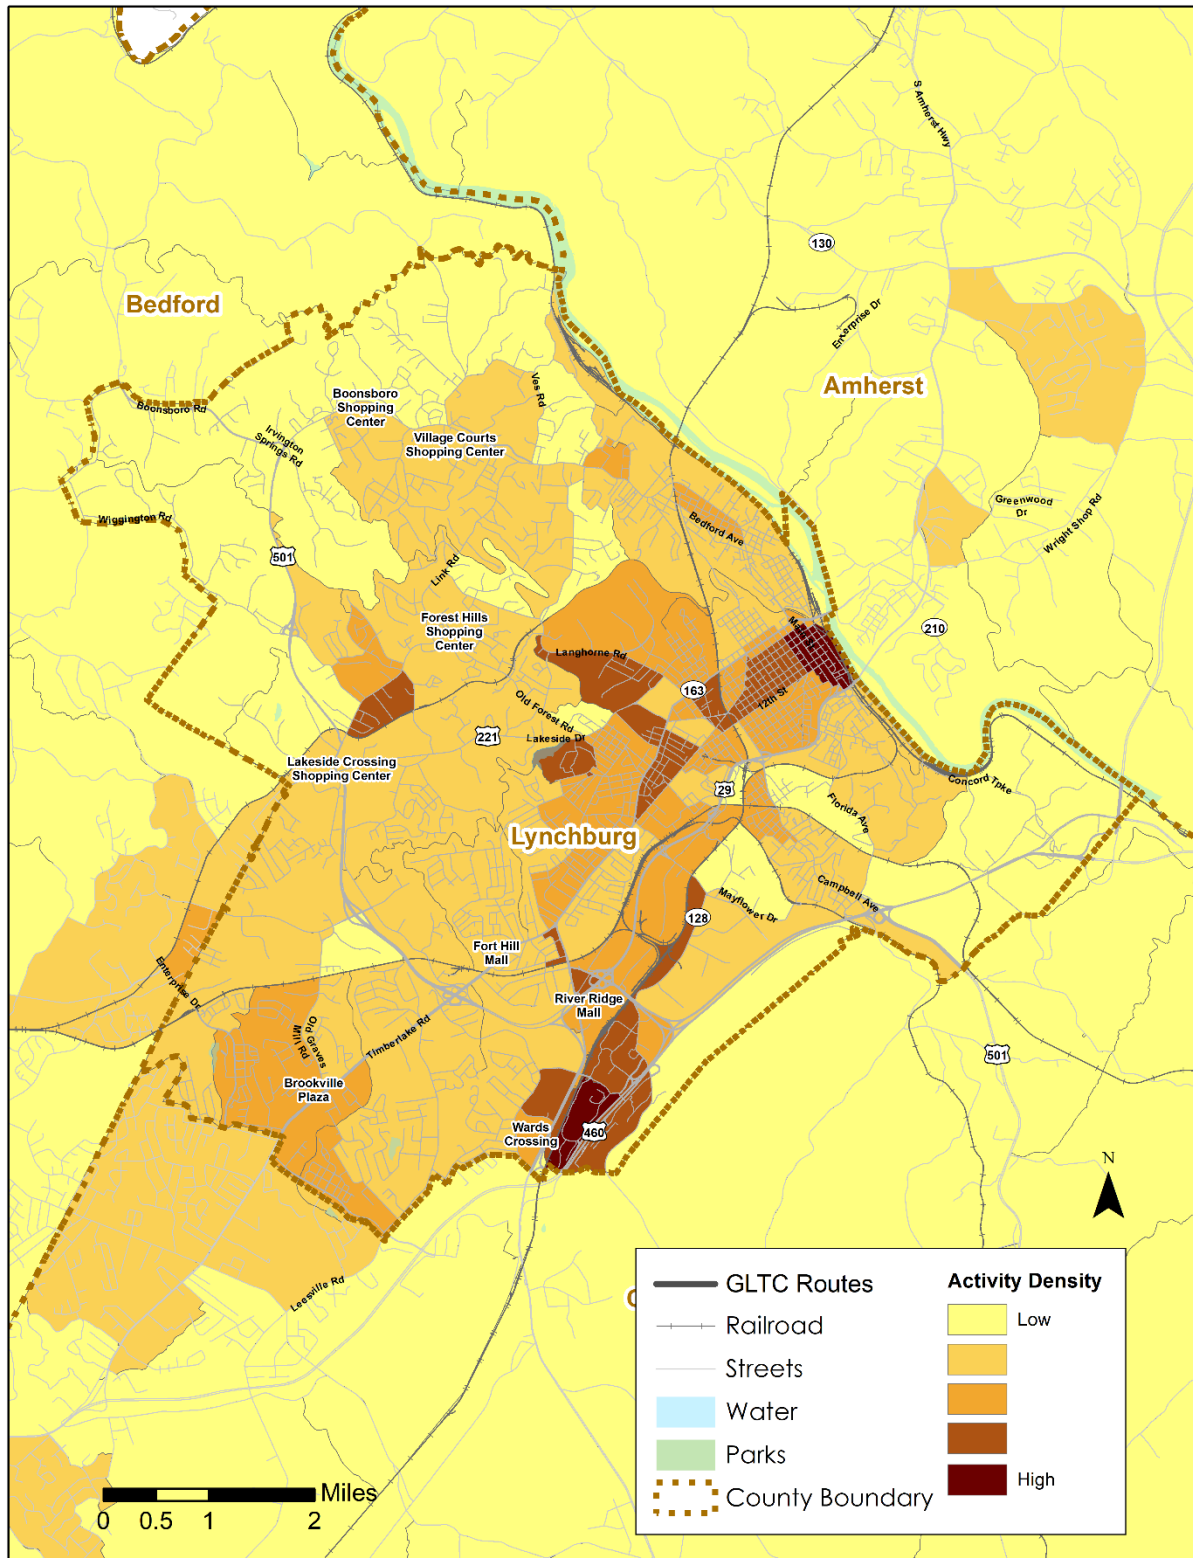 S Amherst Hwy
130
Bedford
Enterprise Dr
Amherst
Boonsboro
Shopping
Center
Ves Rd
Boonsboro Rd
Irvington
Springs Rd
Village Courts
Shopping Center
Greenwood
Dr
Wright Shop Rd
Wiggington Rd
Bedford Ave
501
Link Rd
Forest Hills
Shopping
Center
210
Langhorne Rd
163
12th St
Old Forest Rd
221
Lakeside Dr
Lakeside Crossing
Shopping Center
Concord Tpke
29
Florida Ave
Lynchburg
Campbell Ave
Mayflower Dr
128
Fort Hill
Mall
Enterprise Dr
River Ridge
Mall
Old Graves
Mill Rd
Timberlake Rd
501
Brookville
Plaza
Wards
Crossing
460
N
Leesville Rd
GLTC Routes
Railroad
Streets
Water
Parks
County Boundary
Activity Density
Low
High
Miles
0 0.5 1 2